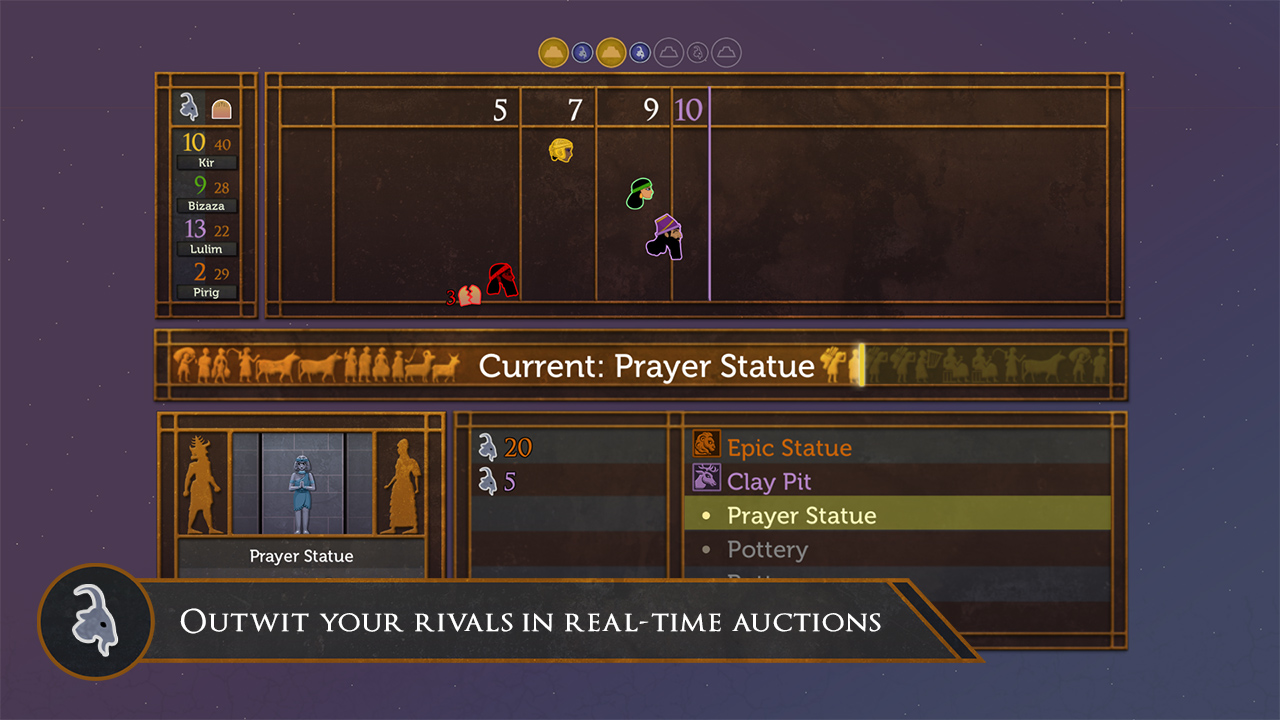 5 7 9 10
10 40
Kir
9 28
Bizaza
13 22
Lulim
2 29
Pirig
3
Current: Prayer Statue
Prayer Statue
20
5
Epic Statue
Clay Pit
• Prayer Statue
• Pottery
Outwit your rivals in real-time auctions